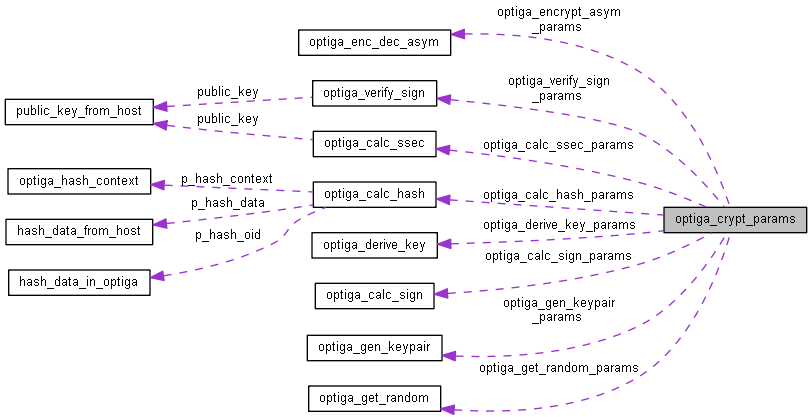 optiga_encrypt_asym
_params
optiga_enc_dec_asym
optiga_verify_sign
_params
public_key
optiga_verify_sign
public_key_from_host
public_key
optiga_calc_ssec
optiga_calc_ssec_params
optiga_hash_context
p_hash_context
optiga_calc_hash
optiga_calc_hash_params
p_hash_data
optiga_crypt_params
hash_data_from_host
optiga_derive_key
optiga_derive_key_params
p_hash_oid
optiga_calc_sign_params
hash_data_in_optiga
optiga_calc_sign
optiga_gen_keypair
_params
optiga_gen_keypair
optiga_get_random_params
optiga_get_random